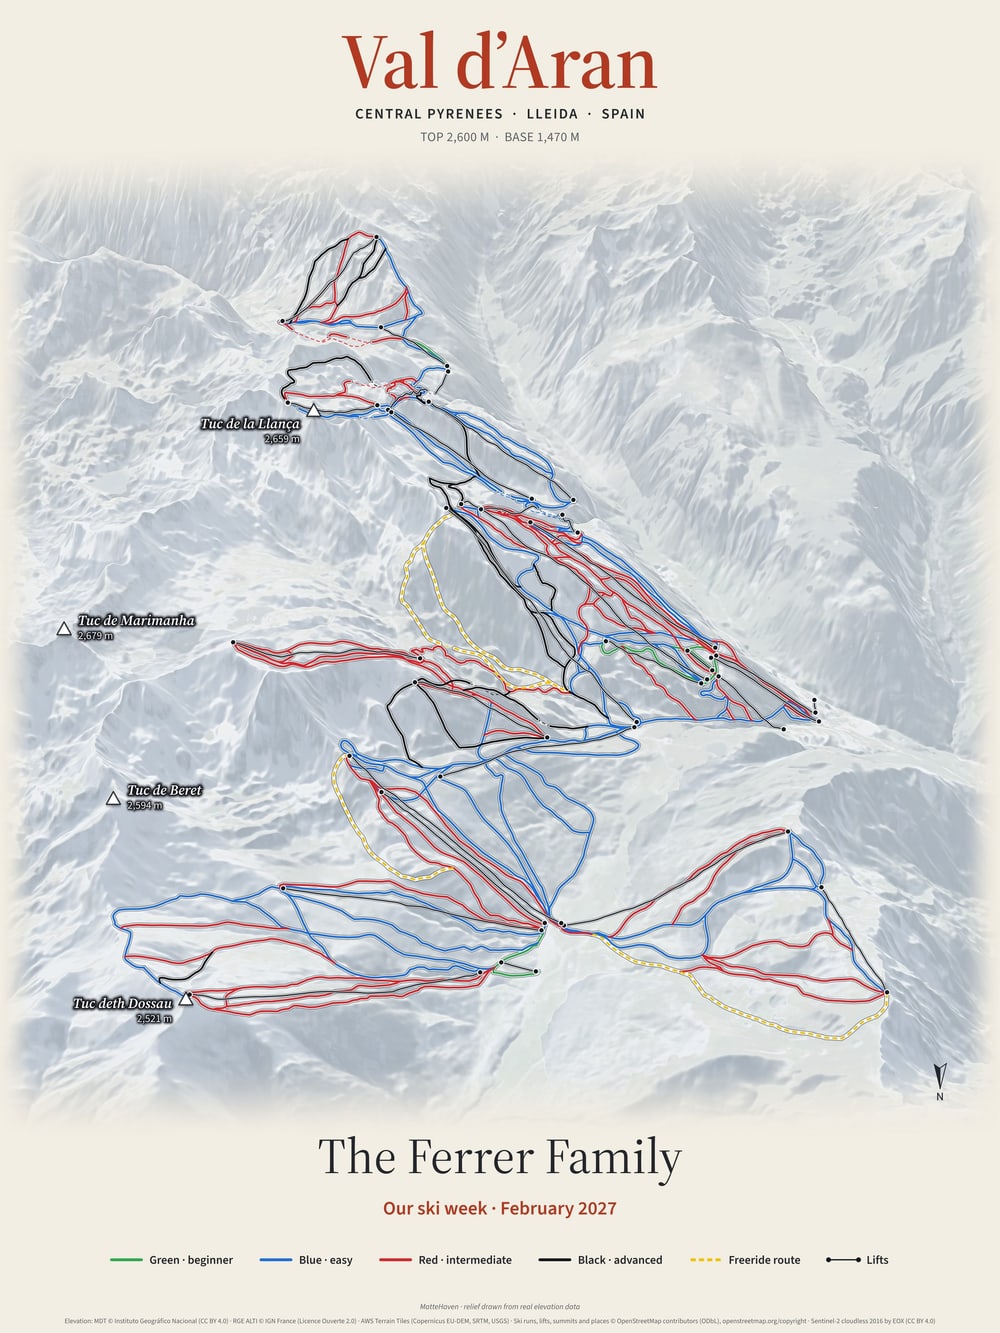 Val d’Aran
CENTRAL PYRENEES · LLEIDA · SPAIN
TOP 2,600 M · BASE 1,470 M
Tuc de la Llança
2,659 m
Tuc de Marimanha
2,679 m
Tuc de Beret
2,594 m
Tuc deth Dossau
2,521 m
N
The Ferrer Family
Our ski week · February 2027
Green · beginner
Blue · easy
Red · intermediate
Black · advanced
Freeride route
Lifts
MatteHaven · relief drawn from real elevation data
Elevation: MDT © Instituto Geográfico Nacional (CC BY 4.0) · RGE ALTI © IGN France (Licence Ouverte 2.0) · AWS Terrain Tiles (Copernicus EU-DEM, SRTM, USGS) · Ski runs, lifts, summits and places © OpenStreetMap contributors (ODbL), openstreetmap.org/copyright · Sentinel-2 cloudless 2016 by EOX (CC BY 4.0)